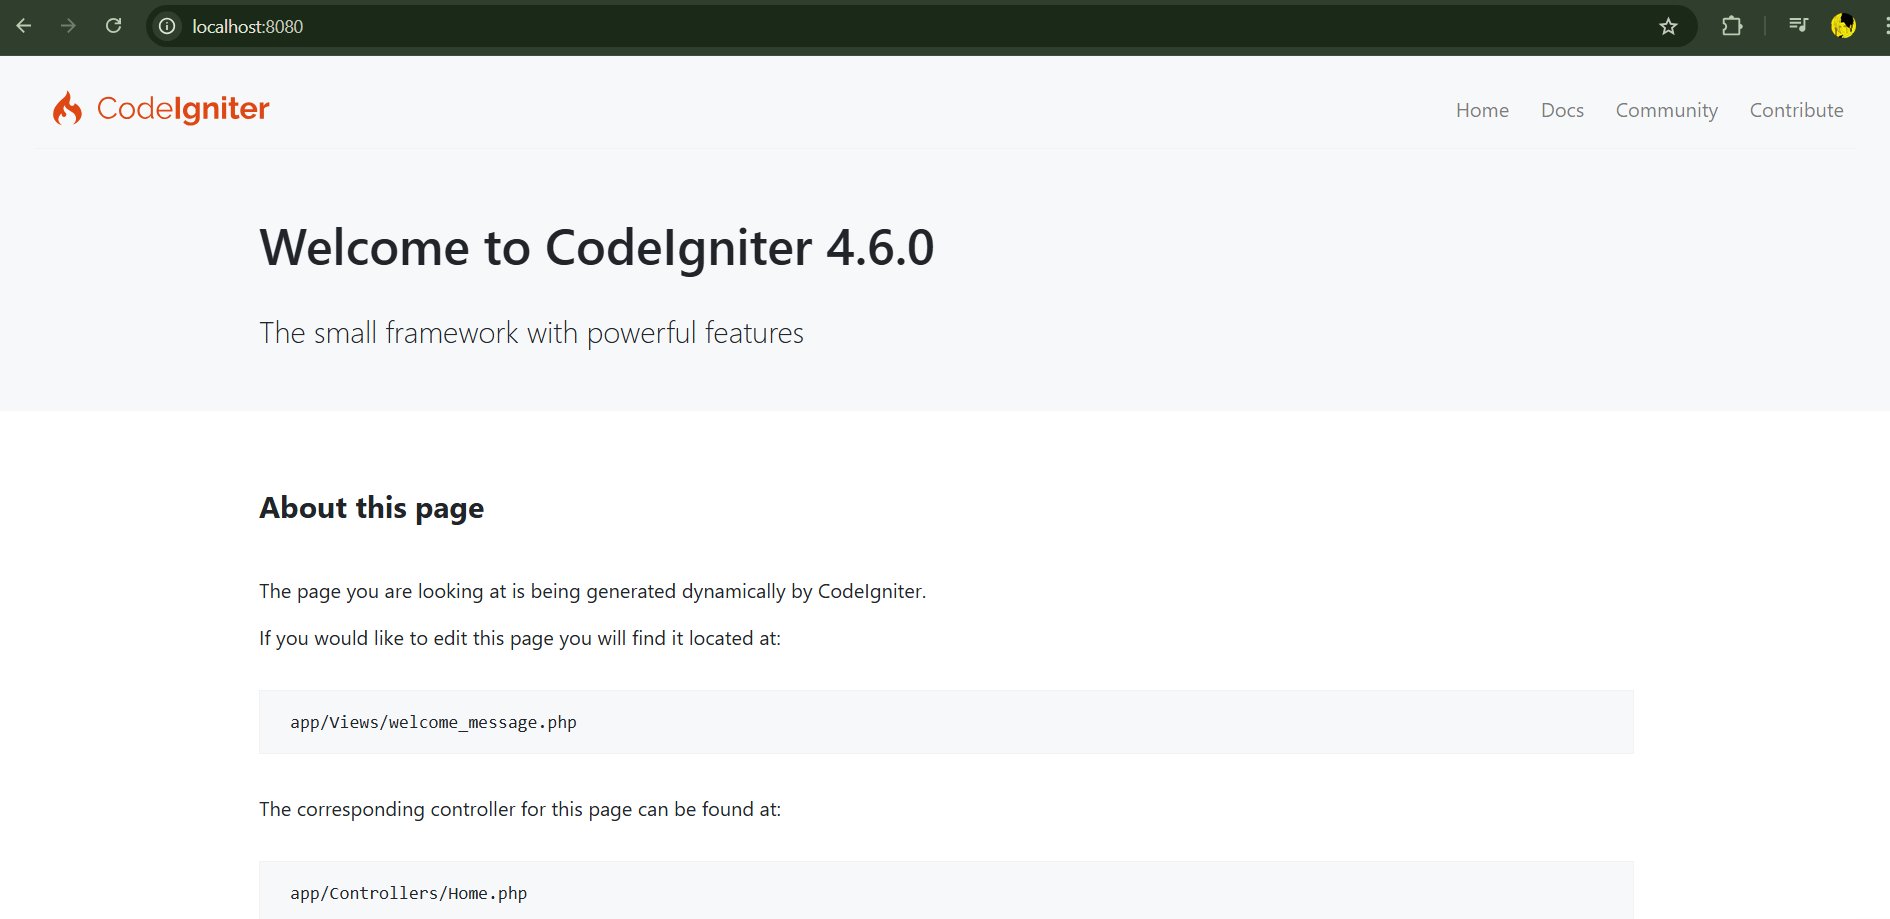 localhost:8080
CodeIgniter
Home Docs Community Contribute
Welcome to CodeIgniter 4.6.0
The small framework with powerful features
About this page
The page you are looking at is being generated dynamically by CodeIgniter.
If you would like to edit this page you will find it located at:
app/Views/welcome_message.php
The corresponding controller for this page can be found at:
app/Controllers/Home.php